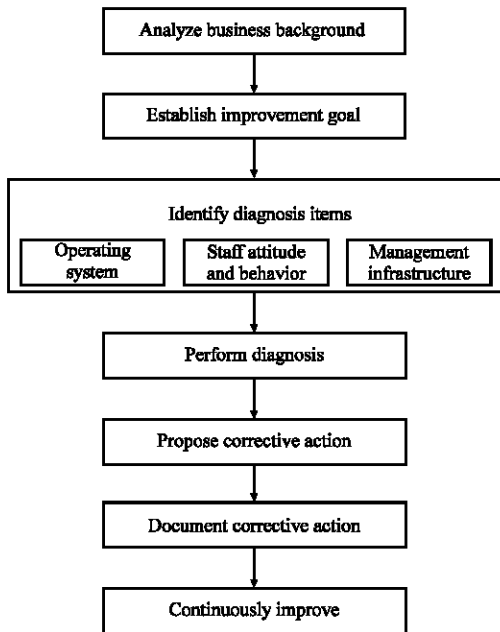 Analyze business background
Establish improvement goal
Identify diagnosis items
Operating
system
Staff attitude
and behavior
Management
infrastructure
Perform diagnosis
Propose corrective action
Document corrective action
Continuously improve